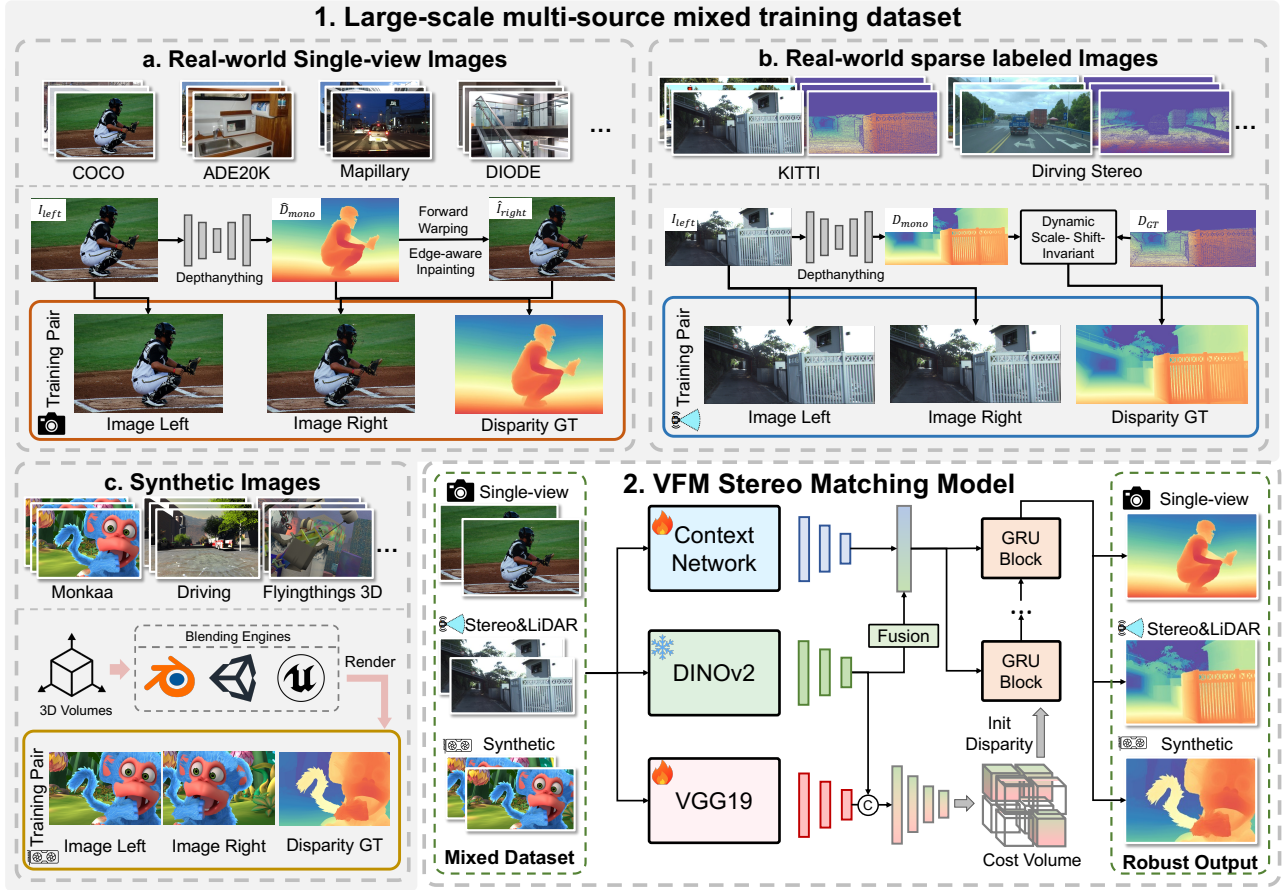 1. Large-scale multi-source mixed training dataset
a. Real-world Single-view Images
COCO
ADE20K
Mapillary
DIODE
...
I_left
Depthanything
D̂_mono
Forward
Warping
Edge-aware
Inpainting
Î_right
Training Pair
Image Left
Image Right
Disparity GT
b. Real-world sparse labeled Images
KITTI
Dirving Stereo
...
I_left
Depthanything
D_mono
Dynamic
Scale- Shift-
Invariant
D_GT
Training Pair
Image Left
Image Right
Disparity GT
c. Synthetic Images
Monkaa
Driving
Flyingthings 3D
...
3D Volumes
Blending Engines
Render
Training Pair
Image Left
Image Right
Disparity GT
2. VFM Stereo Matching Model
Single-view
Stereo&LiDAR
Synthetic
Mixed Dataset
Context
Network
DINOv2
VGG19
Fusion
C
GRU
Block
...
GRU
Block
Init
Disparity
Cost Volume
Single-view
Stereo&LiDAR
Synthetic
Robust Output